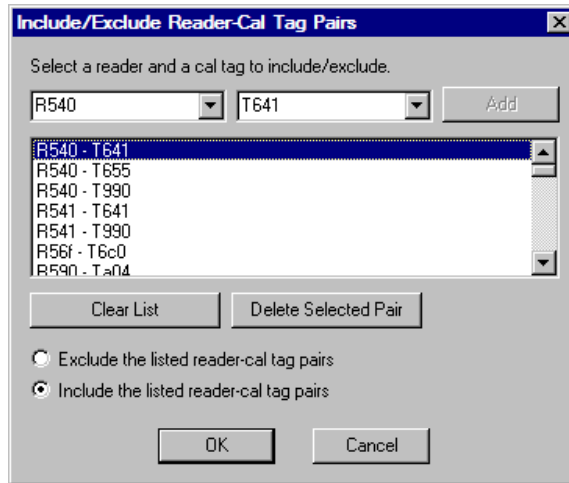 Include/Exclude Reader-Cal Tag Pairs
Select a reader and a cal tag to include/exclude.
R540 T641 Add
R540 - T641
R540 - T655
R540 - T990
R541 - T641
R541 - T990
R56f - T6c0
R590 - Ta04
Clear List Delete Selected Pair
Exclude the listed reader-cal tag pairs
Include the listed reader-cal tag pairs
OK Cancel